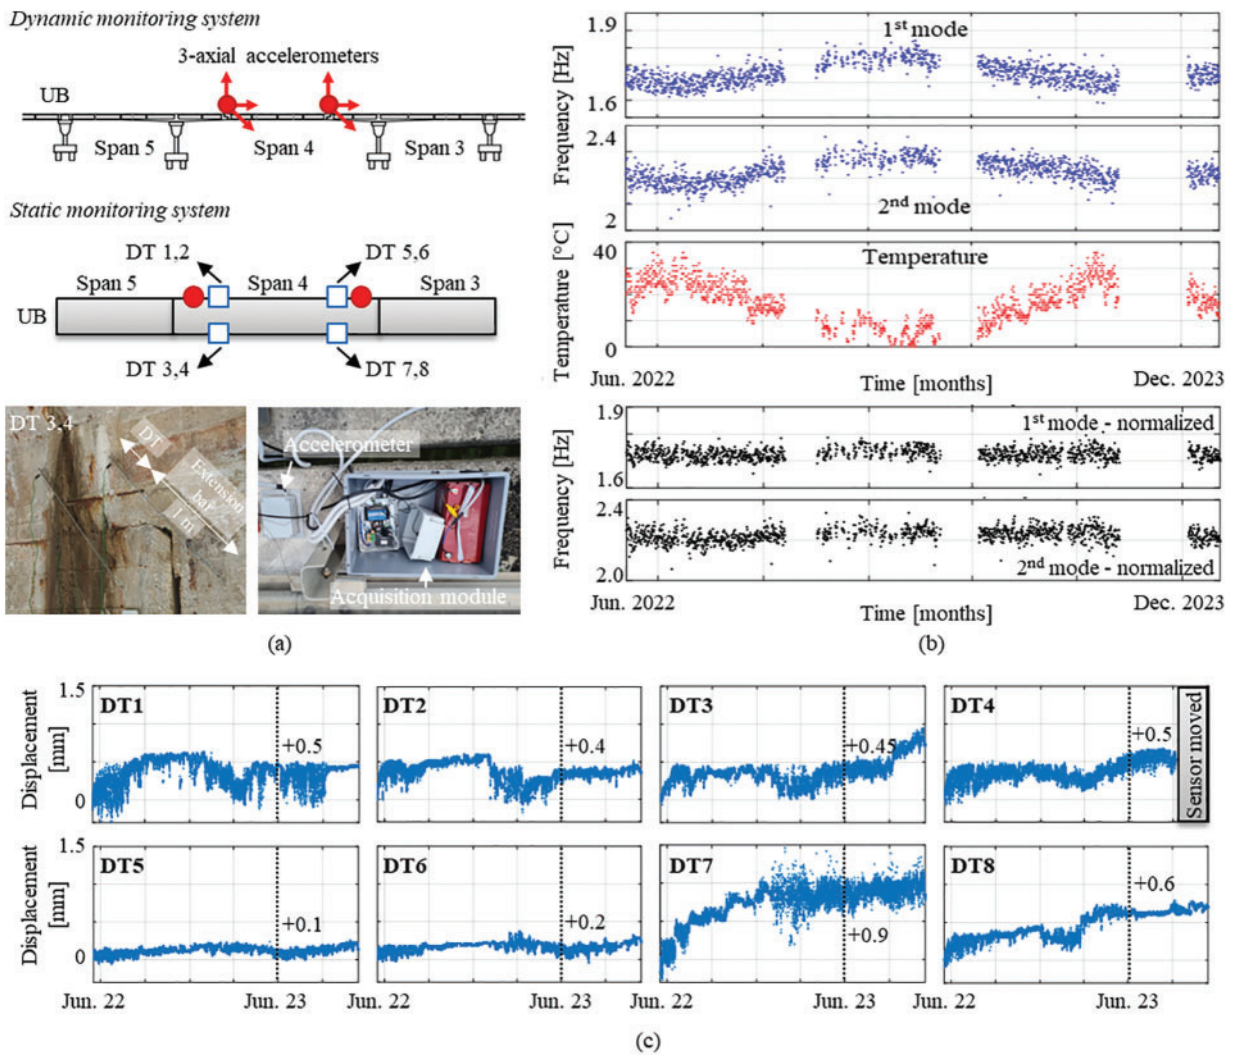 Dynamic monitoring system
3-axial accelerometers
UB
Span 5
Span 4
Span 3
Static monitoring system
DT 1,2
DT 5,6
Span 5
Span 4
Span 3
UB
DT 3,4
DT 7,8
DT 3,4
DT
Extension
bar
1 m
Accelerometer
Acquisition module
(a)
Frequency [Hz]
1.9
1st mode
1.6
2.4
2nd mode
2
Temperature [°C]
40
Temperature
0
Jun. 2022
Time [months]
Dec. 2023
Frequency [Hz]
1.9
1st mode - normalized
1.6
2.4
2nd mode - normalized
2.0
Jun. 2022
Time [months]
Dec. 2023
(b)
Displacement
[mm]
1.5
0
DT1
+0.5
DT2
+0.4
DT3
+0.45
DT4
+0.5
Sensor moved
Displacement
[mm]
1.5
0
DT5
+0.1
DT6
+0.2
DT7
+0.9
DT8
+0.6
Jun. 22
Jun. 23
Jun. 22
Jun. 23
Jun. 22
Jun. 23
Jun. 22
Jun. 23
(c)